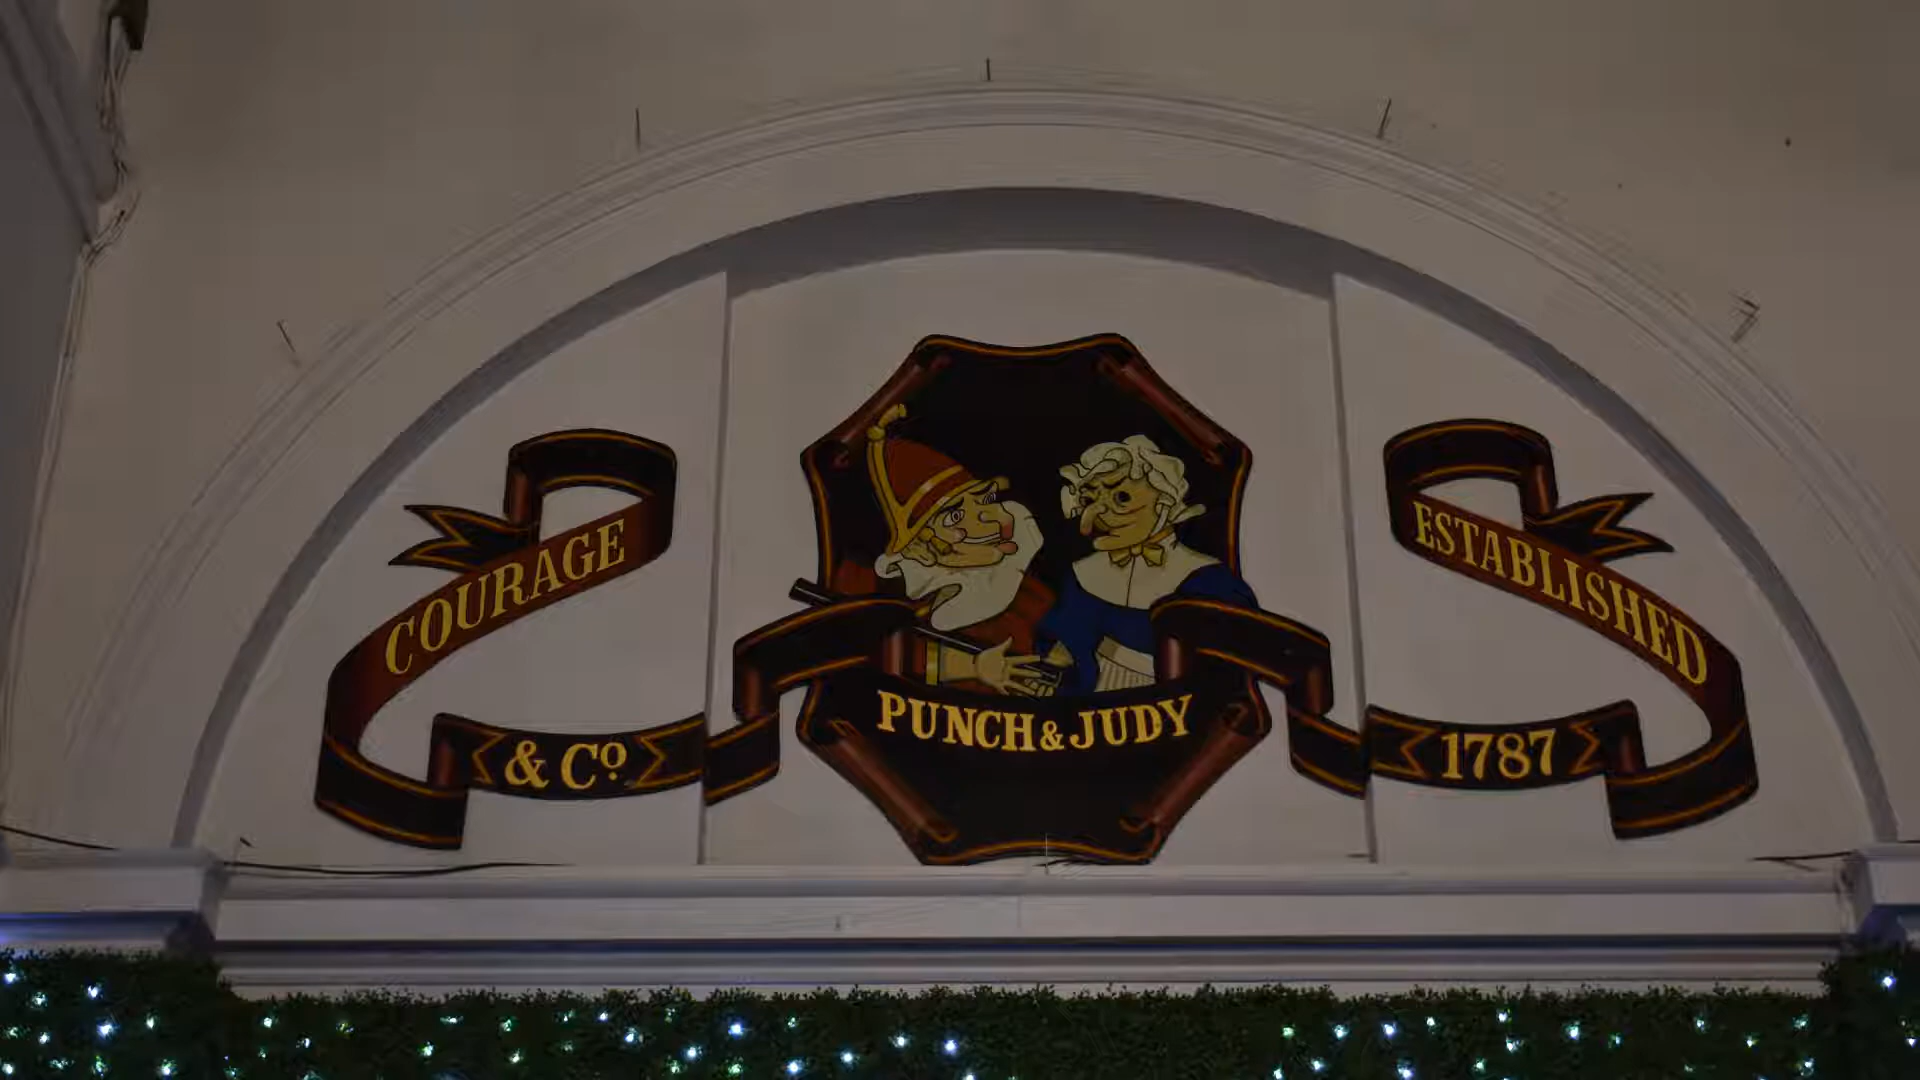 COURAGE
& Cº
PUNCH & JUDY
ESTABLISHED
1787